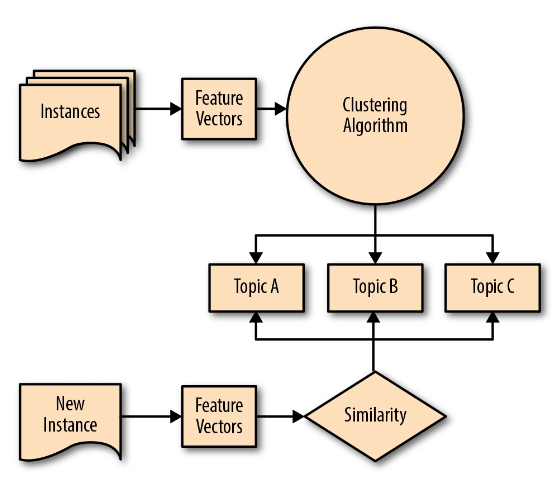 Instances
Feature
Vectors
Clustering
Algorithm
Topic A
Topic B
Topic C
New
Instance
Feature
Vectors
Similarity